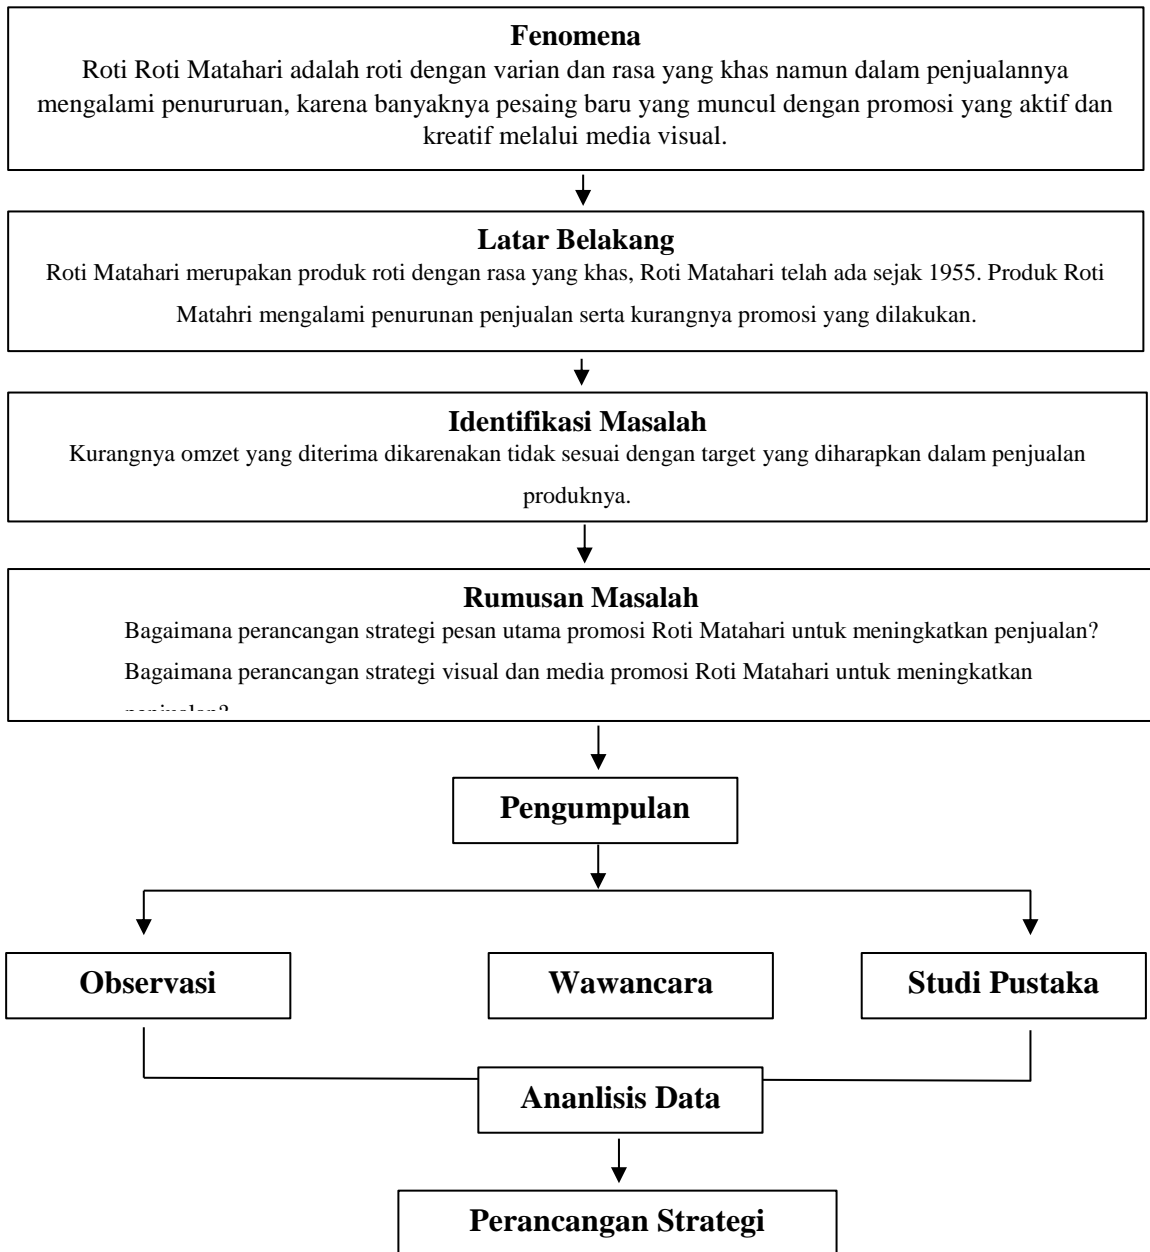 Fenomena
Roti Roti Matahari adalah roti dengan varian dan rasa yang khas namun dalam penjualannya
mengalami penururuan, karena banyaknya pesaing baru yang muncul dengan promosi yang aktif dan
kreatif melalui media visual.
Latar Belakang
Roti Matahari merupakan produk roti dengan rasa yang khas, Roti Matahari telah ada sejak 1955. Produk Roti
Matahri mengalami penurunan penjualan serta kurangnya promosi yang dilakukan.
Identifikasi Masalah
Kurangnya omzet yang diterima dikarenakan tidak sesuai dengan target yang diharapkan dalam penjualan
produknya.
Rumusan Masalah
Bagaimana perancangan strategi pesan utama promosi Roti Matahari untuk meningkatkan penjualan?
Bagaimana perancangan strategi visual dan media promosi Roti Matahari untuk meningkatkan
Pengumpulan
Observasi
Wawancara
Studi Pustaka
Ananlisis Data
Perancangan Strategi